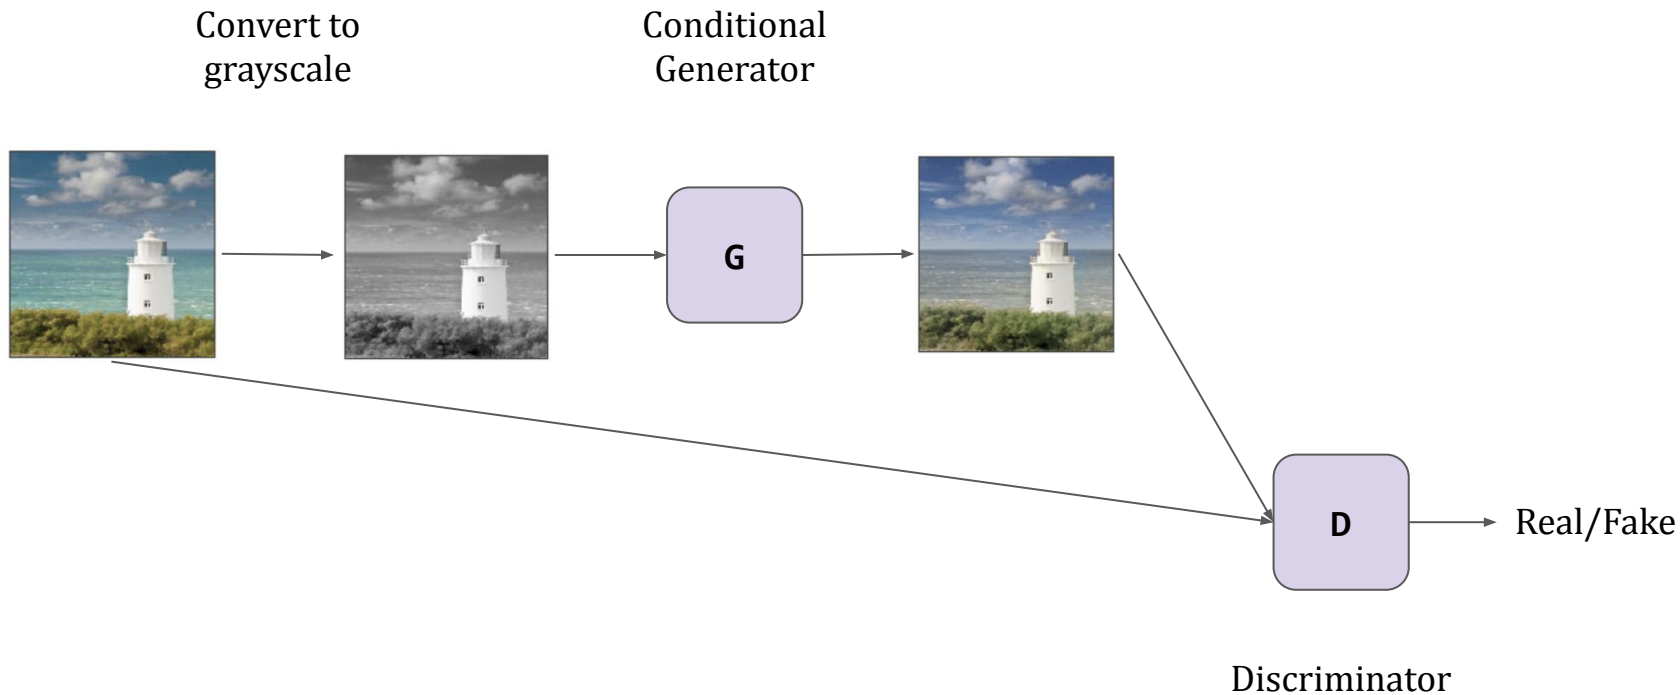 Convert to
grayscale
Conditional
Generator
G
D
Real/Fake
Discriminator